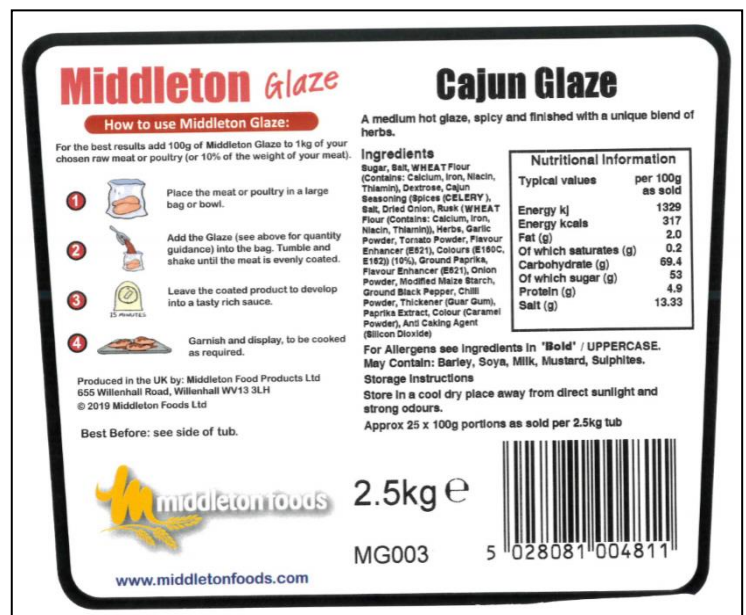 Middleton Glaze
How to use Middleton Glaze:
For the best results add 100g of Middleton Glaze to 1kg of your
chosen raw meat or poultry (or 10% of the weight of your meat).
1
Place the meat or poultry in a large
bag or bowl.
2
Add the Glaze (see above for quantity
guidance) into the bag. Tumble and
shake until the meat is evenly coated.
3
15 MINUTES
Leave the coated product to develop
into a tasty rich sauce.
4
Garnish and display, to be cooked
as required.
Produced in the UK by: Middleton Food Products Ltd
655 Willenhall Road, Willenhall WV13 3LH
© 2019 Middleton Foods Ltd
Best Before: see side of tub.
middleton foods
www.middletonfoods.com
Cajun Glaze
A medium hot glaze, spicy and finished with a unique blend of
herbs.
Ingredients
Sugar, Salt, WHEAT Flour
(Contains: Calcium, Iron, Niacin,
Thiamin), Dextrose, Cajun
Seasoning (Spices (CELERY),
Salt, Dried Onion, Rusk (WHEAT
Flour (Contains: Calcium, Iron,
Niacin, Thiamin)), Herbs, Garlic
Powder, Tomato Powder, Flavour
Enhancer (E621), Colours (E160C,
E162)) (10%), Ground Paprika,
Flavour Enhancer (E621), Onion
Powder, Modified Maize Starch,
Ground Black Pepper, Chilli
Powder, Thickener (Guar Gum),
Paprika Extract, Colour (Caramel
Powder), Anti Caking Agent
(Silicon Dioxide)
Nutritional Information
Typical values per 100g
as sold
Energy kj 1329
Energy kcals 317
Fat (g) 2.0
Of which saturates (g) 0.2
Carbohydrate (g) 69.4
Of which sugar (g) 53
Protein (g) 4.9
Salt (g) 13.33
For Allergens see ingredients in 'Bold' / UPPERCASE.
May Contain: Barley, Soya, Milk, Mustard, Sulphites.
Storage Instructions
Store in a cool dry place away from direct sunlight and
strong odours.
Approx 25 x 100g portions as sold per 2.5kg tub
2.5kg e
MG003
5 028081 004811